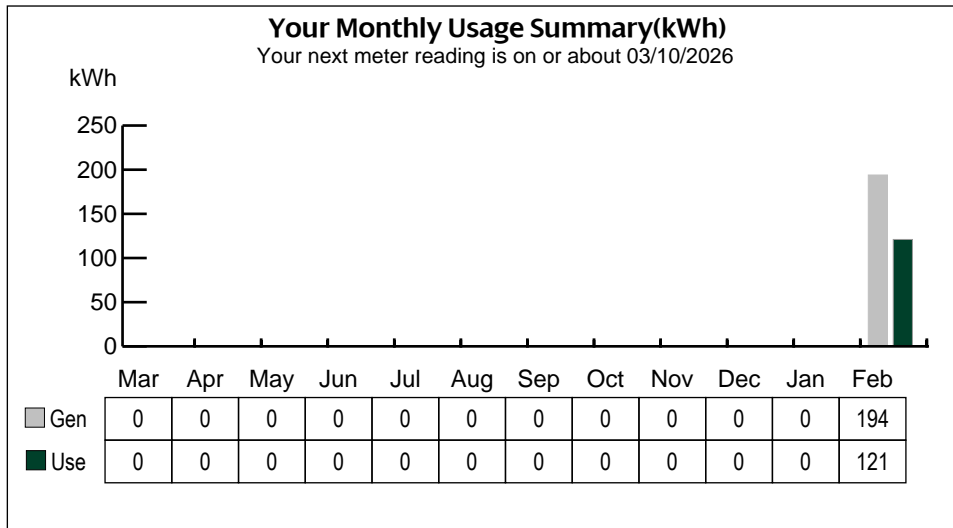 Your Monthly Usage Summary(kWh)
Your next meter reading is on or about 03/10/2026
kWh
250
200
150
100
50
0
Mar Apr May Jun Jul Aug Sep Oct Nov Dec Jan Feb
Gen 0 0 0 0 0 0 0 0 0 0 0 194
Use 0 0 0 0 0 0 0 0 0 0 0 121